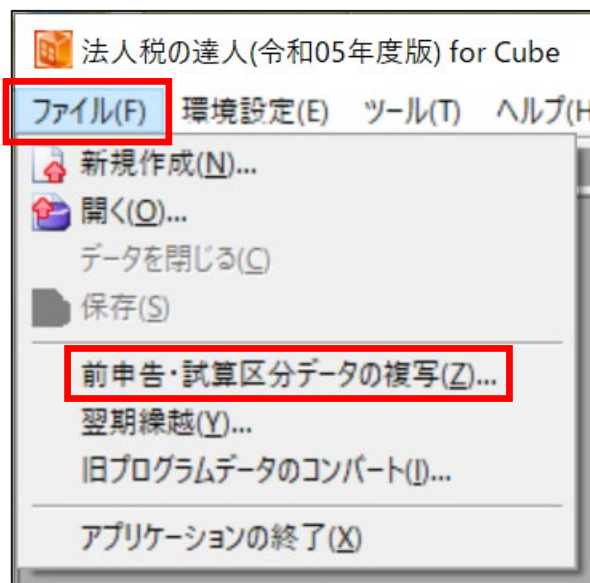 法人税の達人(令和05年度版) for Cube
ファイル(F) 環境設定(E) ツール(T) ヘルプ(H
新規作成(N)...
開く(O)...
データを閉じる(C)
保存(S)
前申告・試算区分データの複写(Z)...
翌期繰越(Y)...
旧プログラムデータのコンバート(I)...
アプリケーションの終了(X)